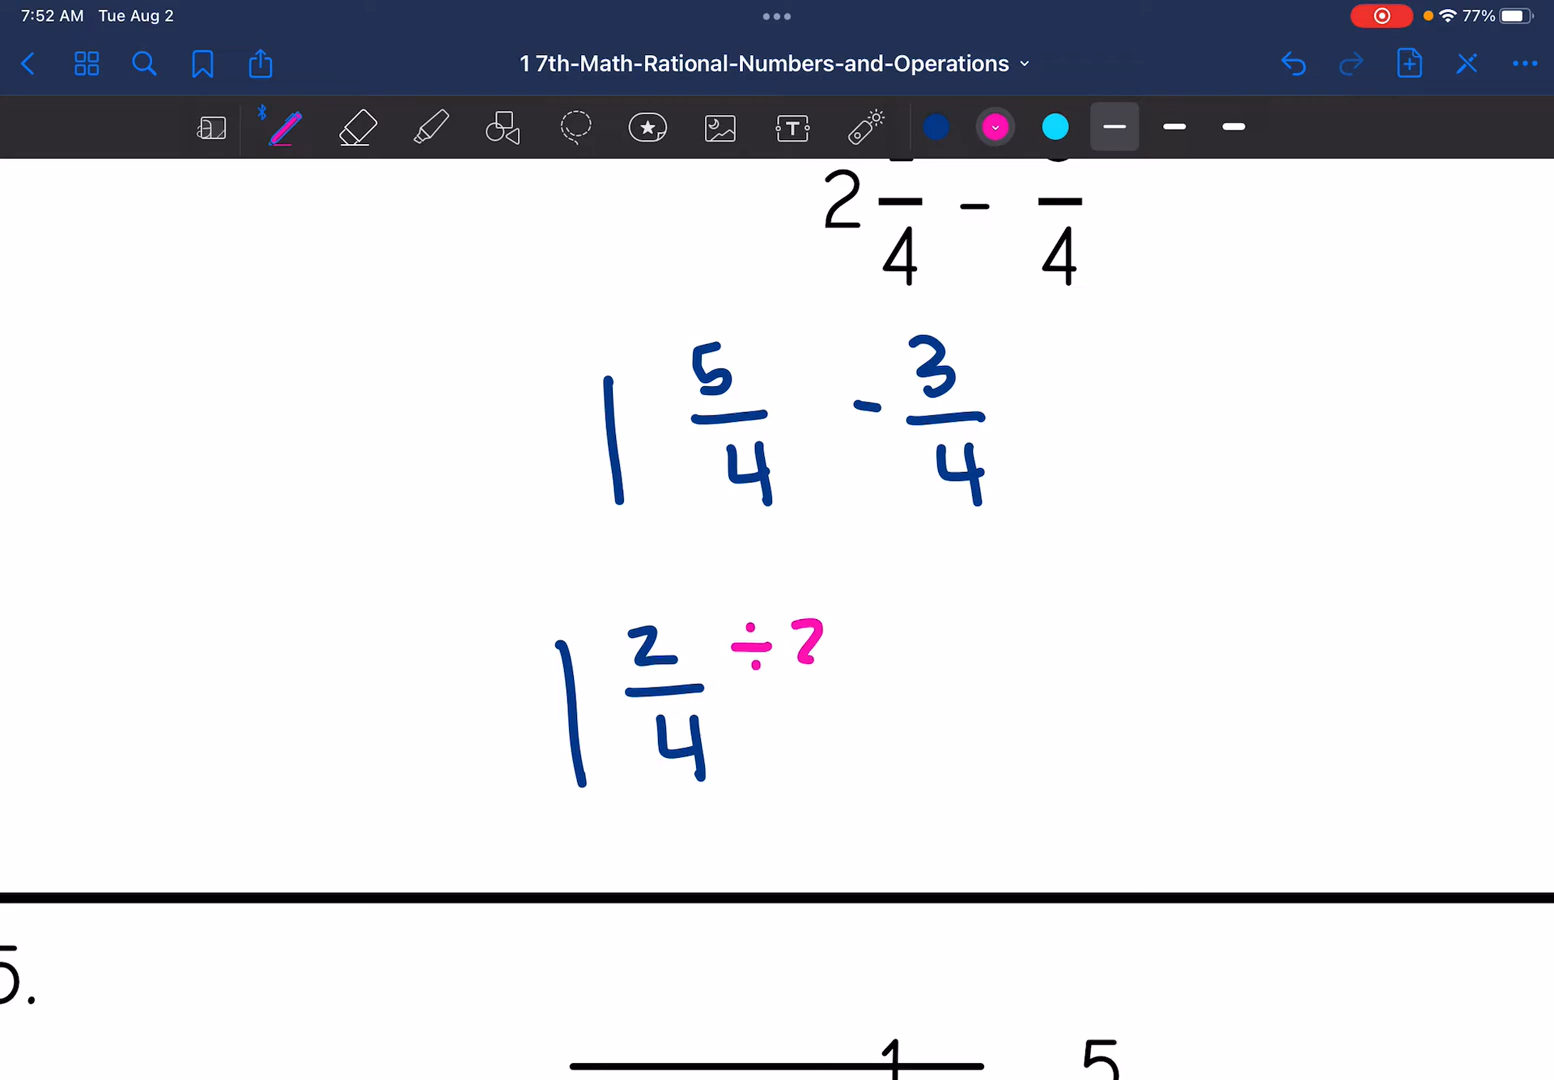 7:52 AM Tue Aug 2
77%
1 7th-Math-Rational-Numbers-and-Operations
T
2 — -  —
4 4
1 5/4 - 3/4
1 2/4 ÷ 2
5.
1 5